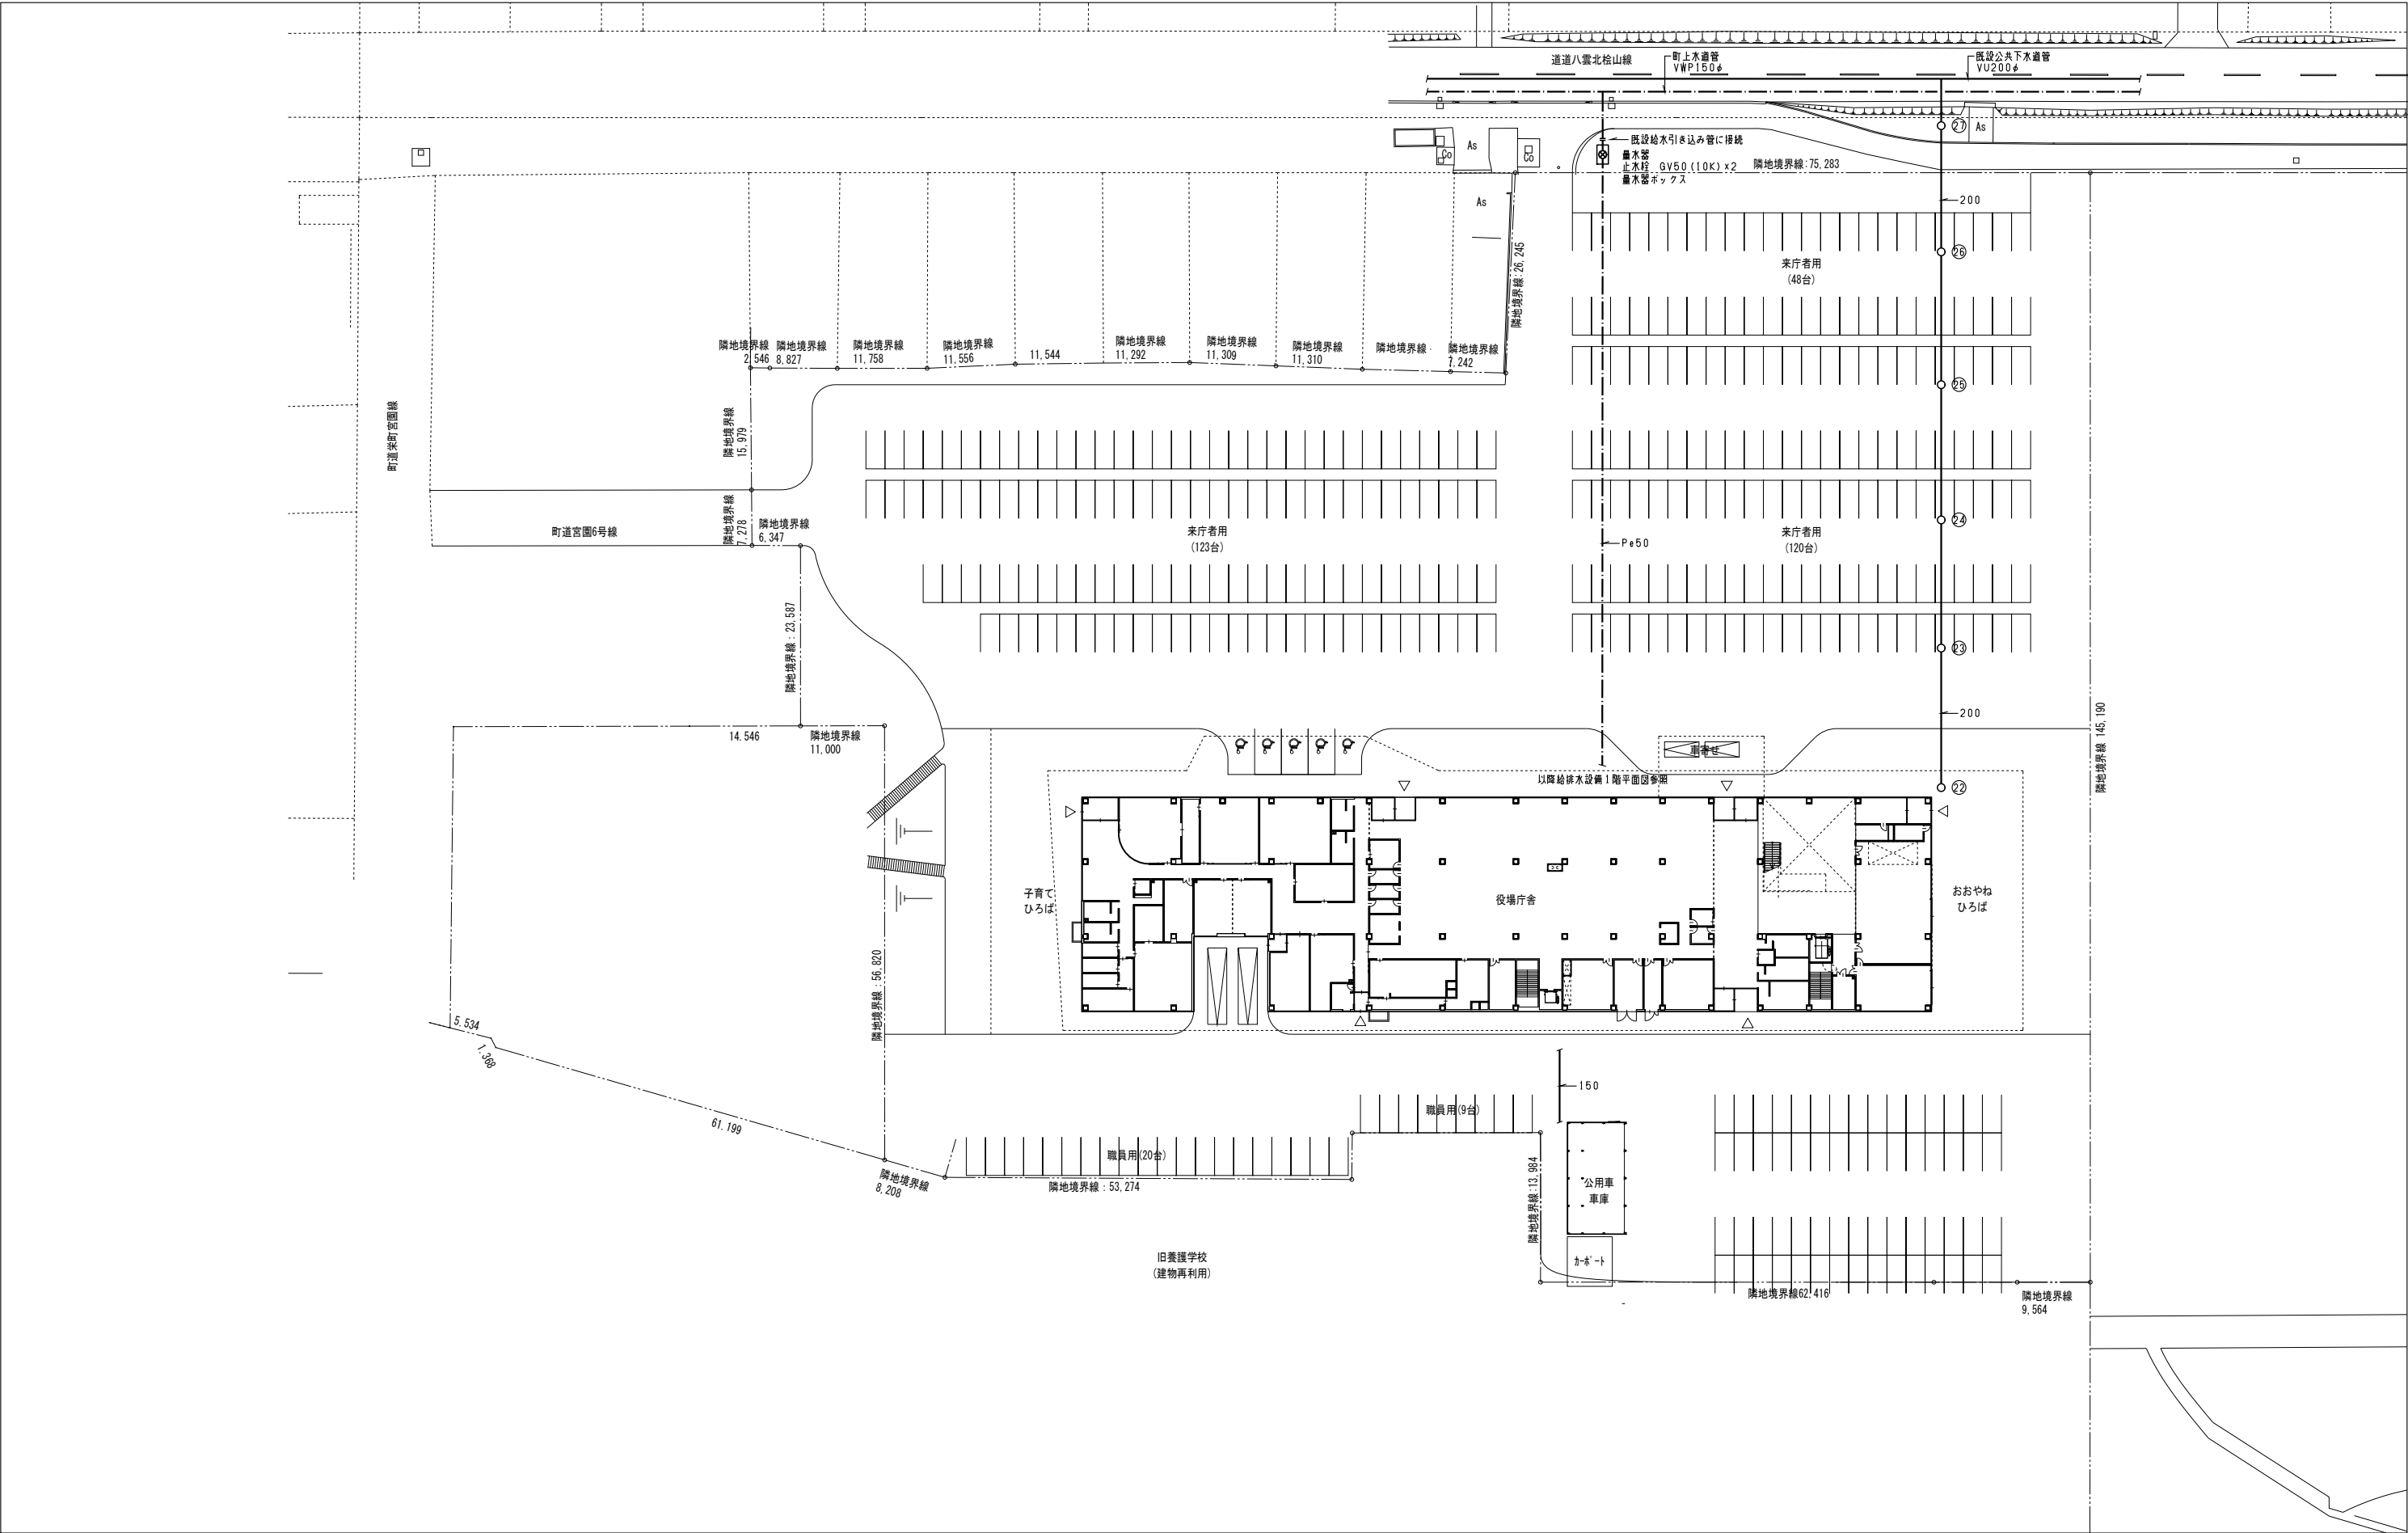 道道八雲北桧山線
町上水道管
VWP150φ
既設公共下水道管
VU200φ
27
As
As
Co
Co
既設給水引き込み管に接続
量水器
止水栓 GV50(10K)x2
量水器ボックス
隣地境界線:75,283
As
200
26
来庁者用
(48台)
隣地境界線:26,245
隣地境界線
2,546
隣地境界線
8,827
隣地境界線
11,758
隣地境界線
11,556
11,544
隣地境界線
11,292
隣地境界線
11,309
隣地境界線
11,310
隣地境界線
隣地境界線
7,242
25
町道栄町宮園線
隣地境界線
15,979
隣地境界線
7,278
隣地境界線
6,347
町道宮園6号線
来庁者用
(123台)
Pe50
来庁者用
(120台)
24
23
隣地境界線:23,587
14,546
隣地境界線
11,000
200
隣地境界線 145,190
車寄せ
以降給排水設備1階平面図参照
22
子育て
ひろば
役場庁舎
おおやね
ひろば
隣地境界線:56,820
5,534
1,368
61,199
隣地境界線
8,208
150
職員用(9台)
職員用(20台)
隣地境界線:53,274
隣地境界線:13,984
公用車
車庫
カーポート
旧養護学校
(建物再利用)
隣地境界線62,416
隣地境界線
9,564